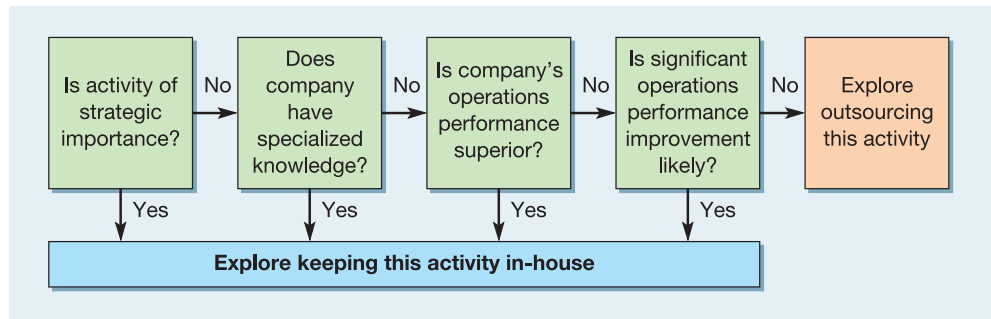 Is activity of
strategic
importance?
No
Does
company
have
specialized
knowledge?
No
Is company's
operations
performance
superior?
No
Is significant
operations
performance
improvement
likely?
No
Explore
outsourcing
this activity
Yes
Yes
Yes
Yes
Explore keeping this activity in-house